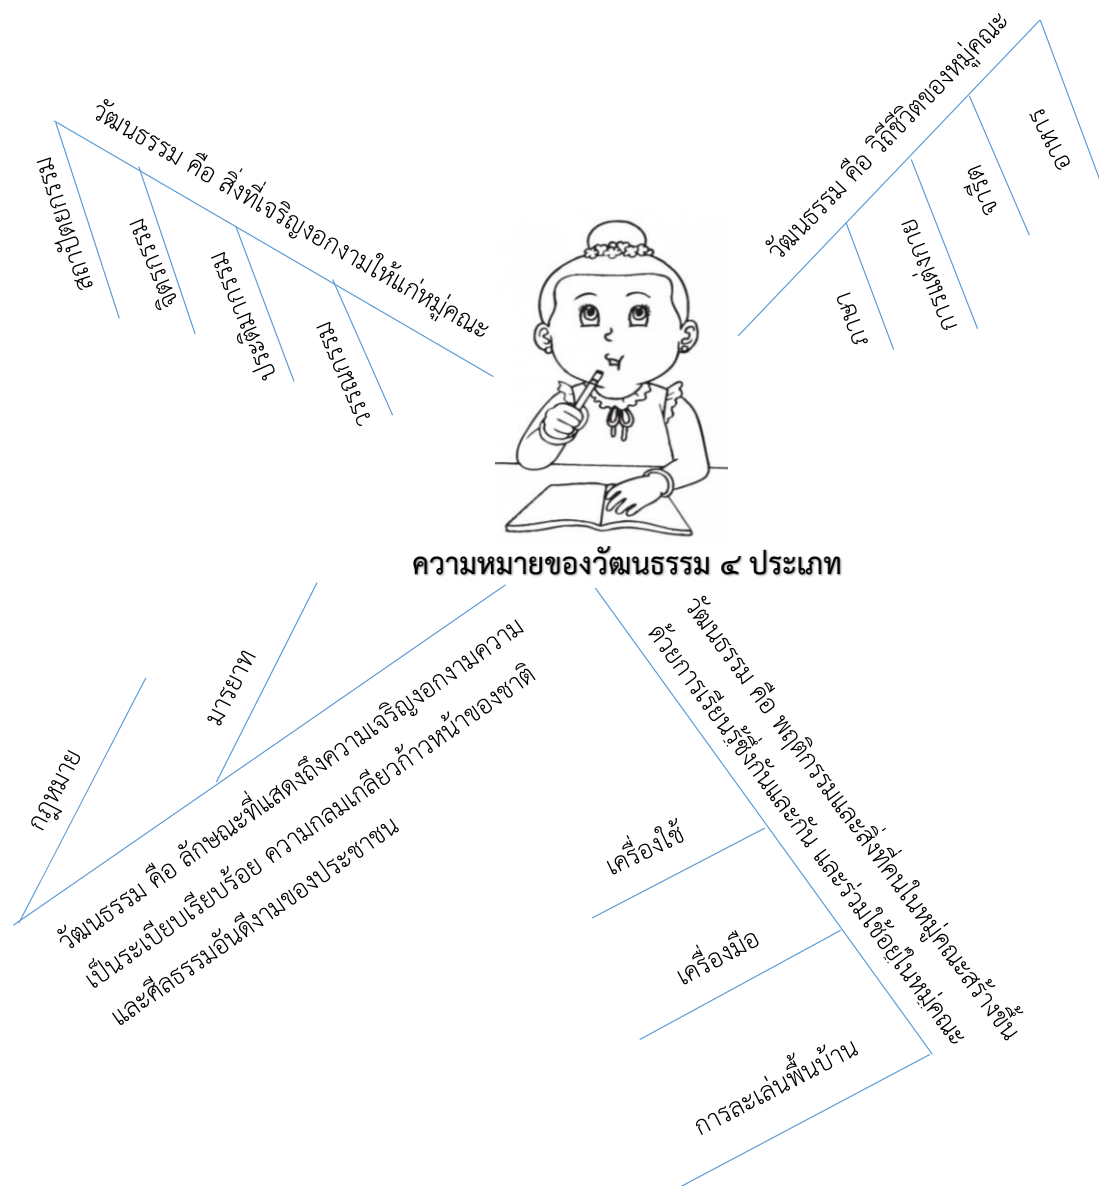 วัฒนธรรม คือ สิ่งที่เจริญงอกงามให้แก่หมู่คณะ
สถาปัตยกรรม
จิตรกรรม
ประติมากรรม
วรรณกรรม
วัฒนธรรม คือ วิถีชีวิตของหมู่คณะ
อาหาร
จารีต
การแต่งกาย
ภาษา
ความหมายของวัฒนธรรม ๔ ประเภท
กฎหมาย
มารยาท
วัฒนธรรม คือ ลักษณะที่แสดงถึงความเจริญงอกงามความ
เป็นระเบียบเรียบร้อย ความกลมเกลียวก้าวหน้าของชาติ
และศีลธรรมอันดีงามของประชาชน
วัฒนธรรม คือ พฤติกรรมและสิ่งที่คนในหมู่คณะสร้างขึ้น
ด้วยการเรียนรู้ซึ่งกันและกัน และร่วมใช้อยู่ในหมู่คณะ
เครื่องใช้
เครื่องมือ
การละเล่นพื้นบ้าน